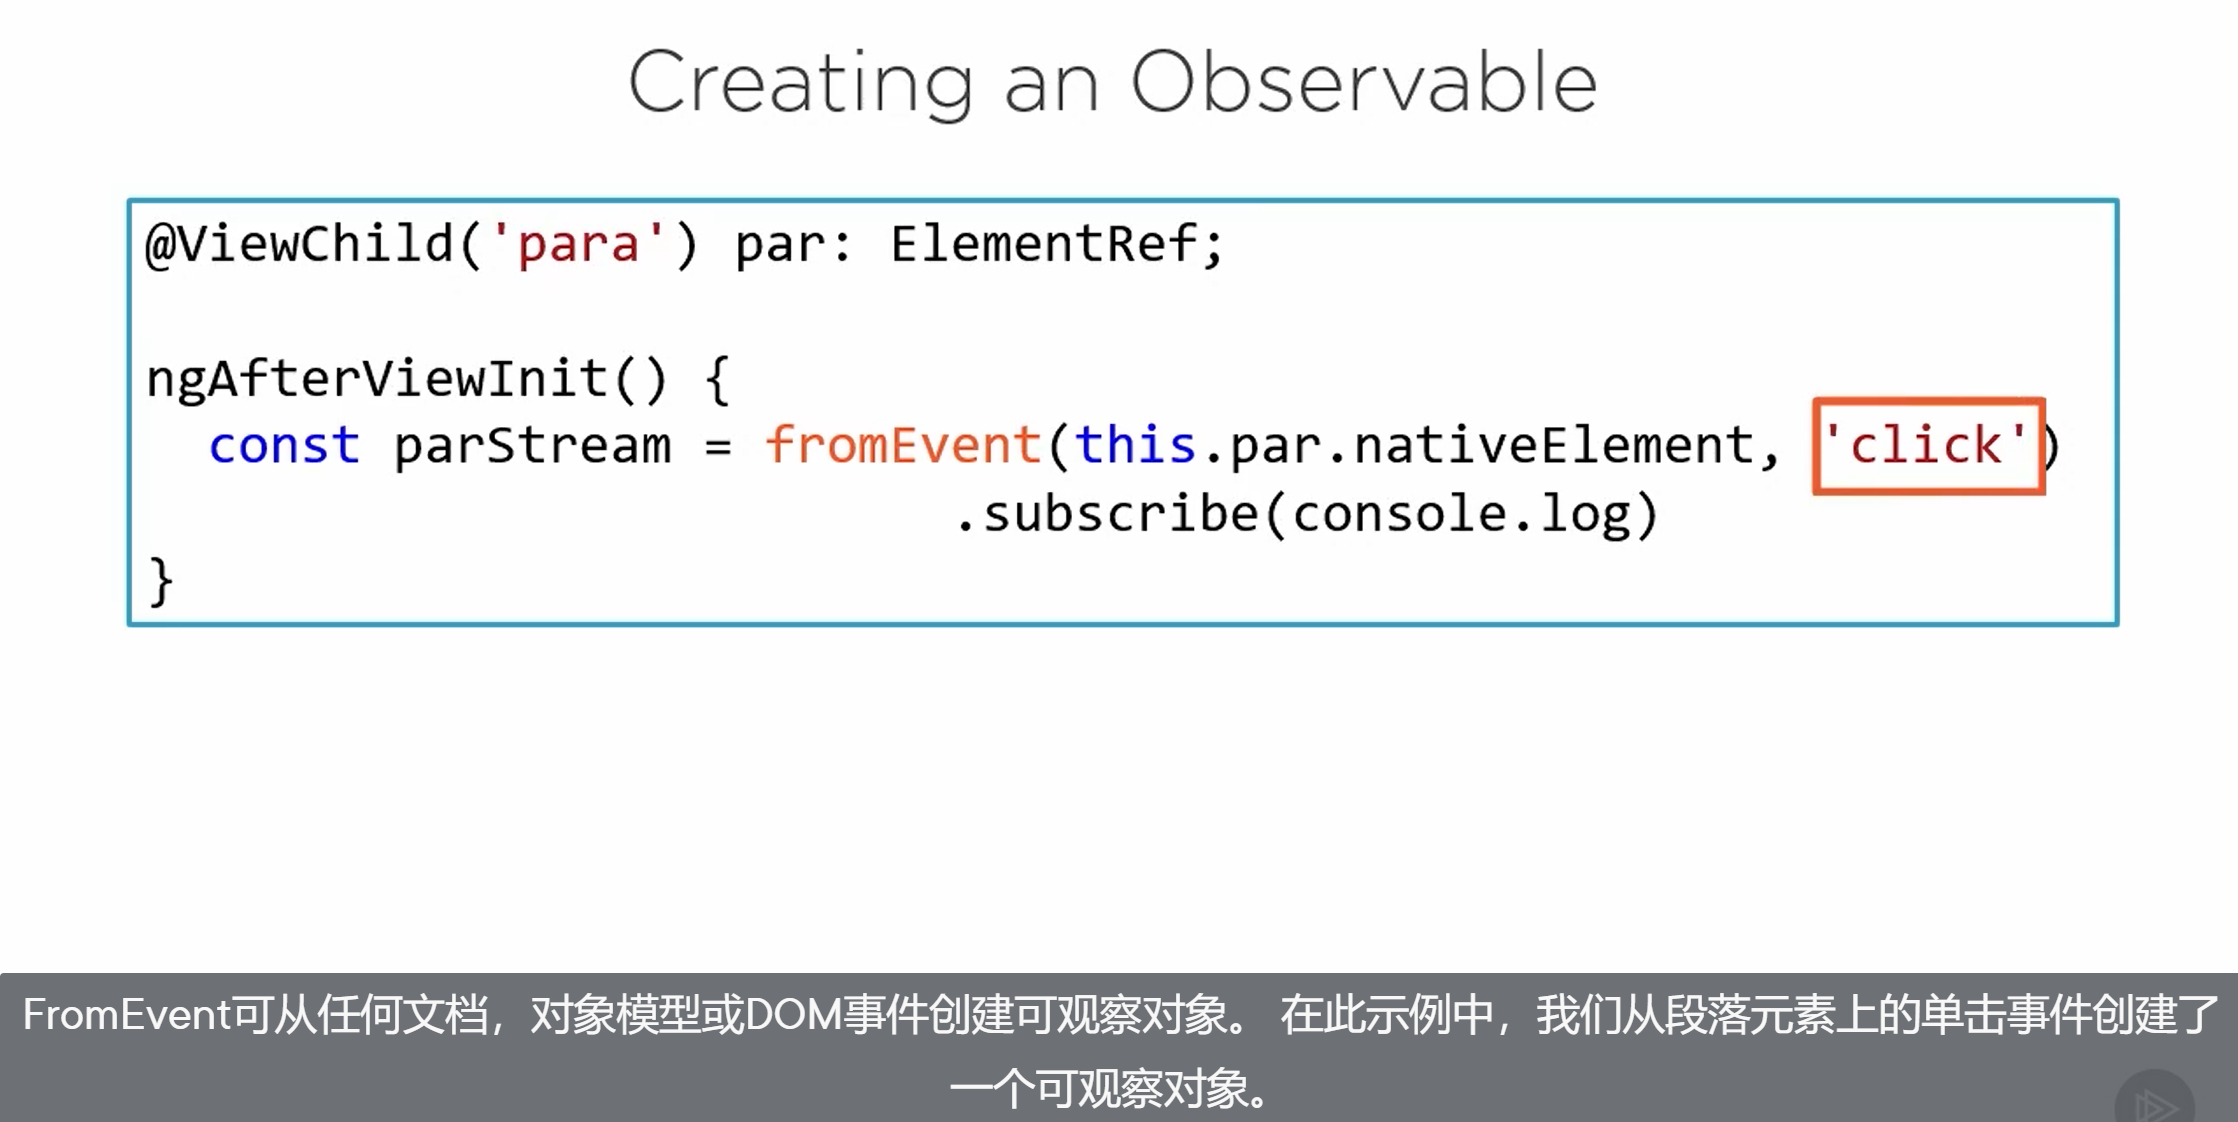 Creating an Observable
@ViewChild('para') par: ElementRef;
ngAfterViewInit() {
const parStream = fromEvent(this.par.nativeElement, 'click')
.subscribe(console.log)
}
FromEvent可从任何文档，对象模型或DOM事件创建可观察对象。 在此示例中，我们从段落元素上的单击事件创建了
一个可观察对象。